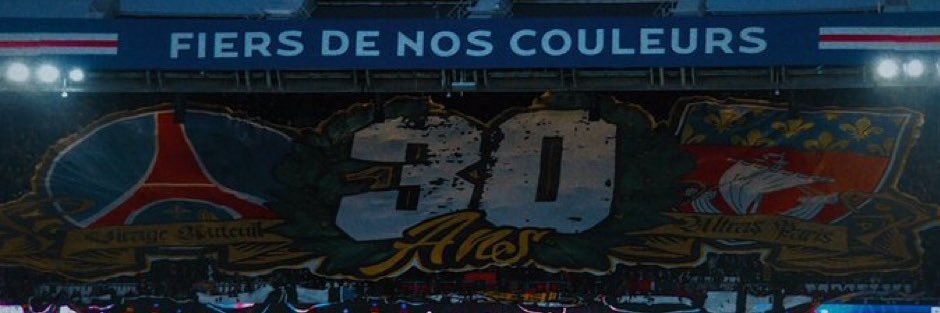 FIERS DE NOS COULEURS
30
Ans
Virage Auteuil
Ultras Paris